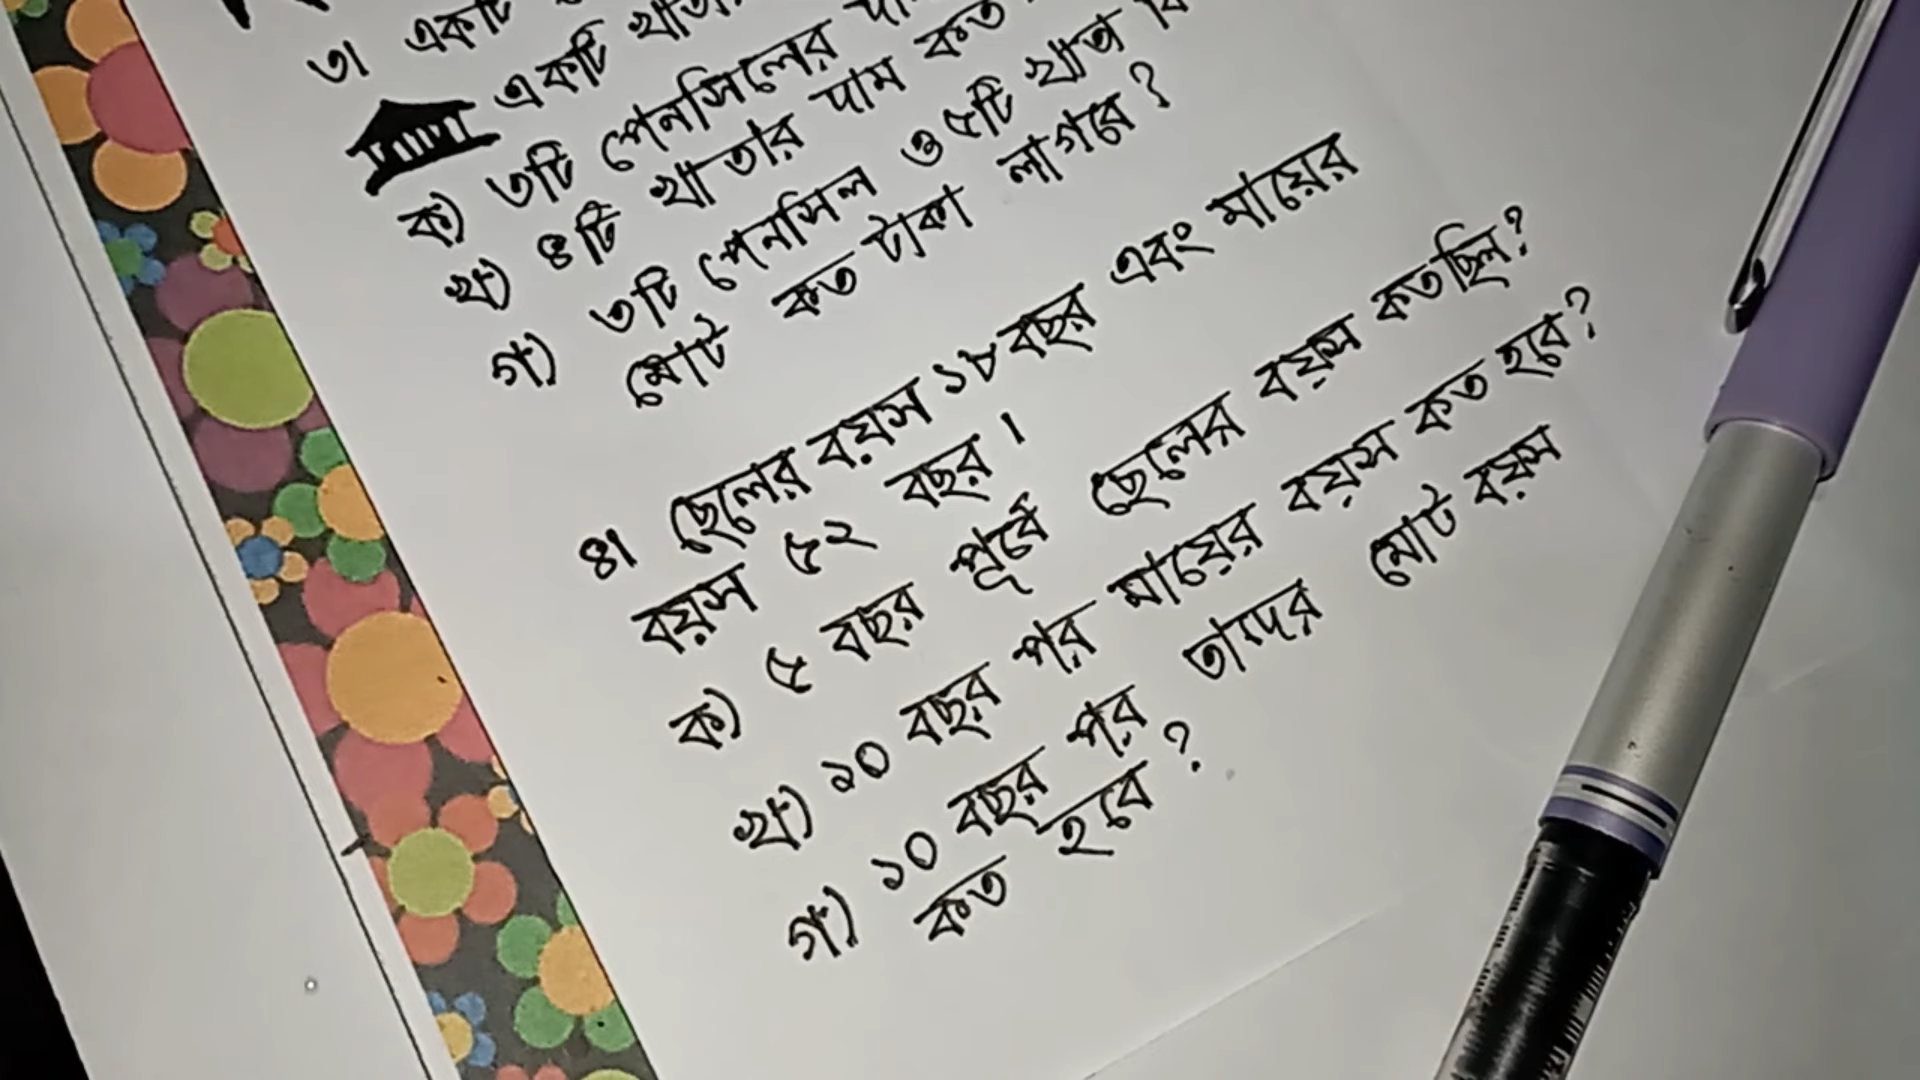 ৩। একটি
একটি খাতা
ক) ৩টি পেনসিলের
খ) ৪টি খাতার দাম কত
গ) ৩টি পেনসিল ও ৫টি খাতা
মোট কত টাকা লাগবে?
৪। ছেলের বয়স ১৮ বছর এবং মায়ের
বয়স ৫২ বছর।
ক) ৫ বছর পূর্বে ছেলের বয়স কত ছিল?
খ) ১০ বছর পর মায়ের বয়স কত হবে?
গ) ১০ বছর পর তাদের মোট বয়স
কত হবে?